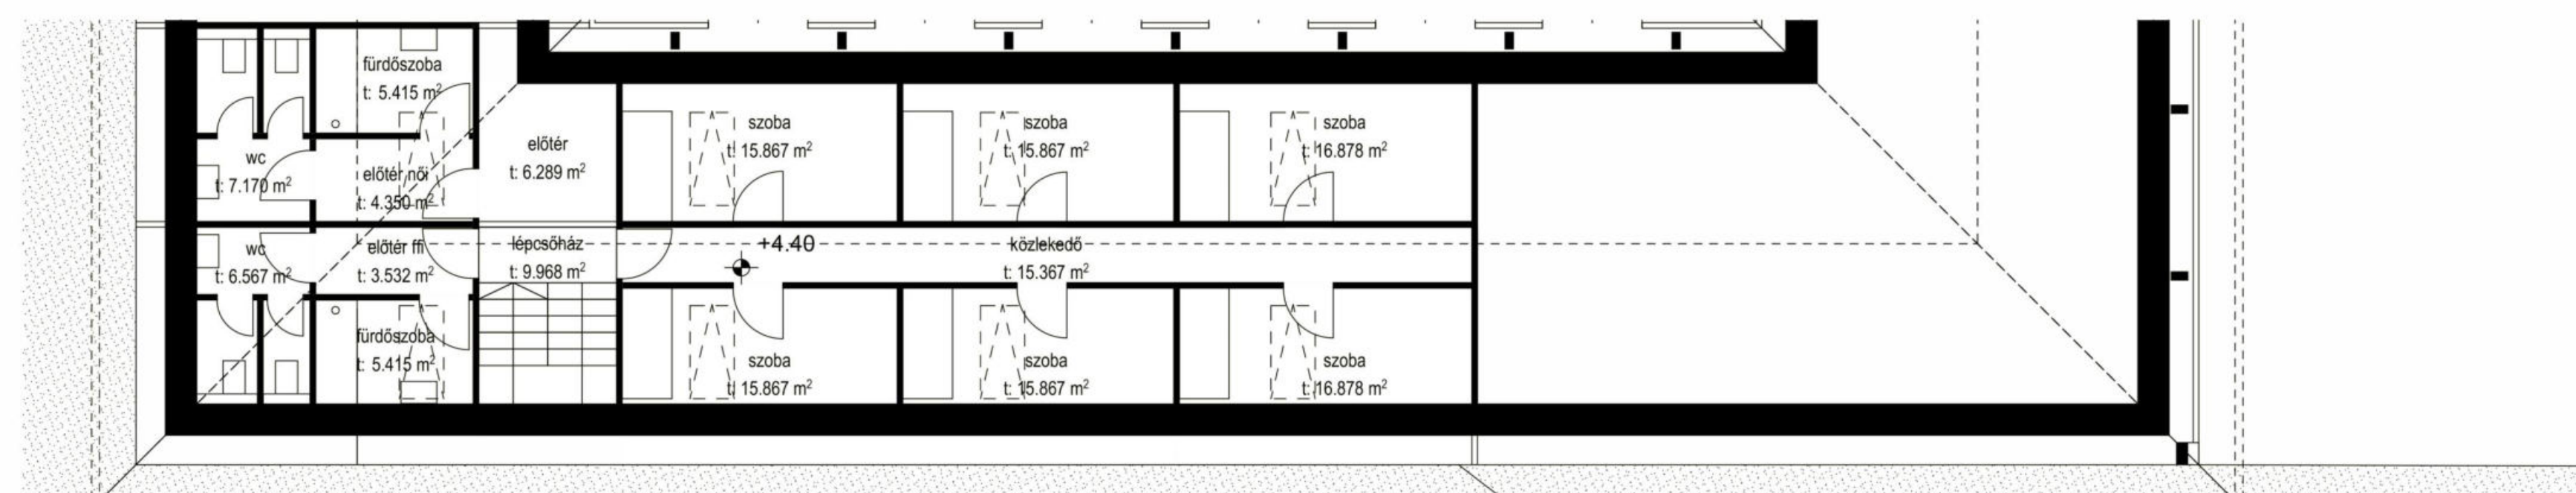 fürdőszoba
t: 5.415 m²
wc
t: 7.170 m²
előtér női
t: 4.350 m²
előtér
t: 6.289 m²
szoba
t: 15.867 m²
szoba
t: 15.867 m²
szoba
t: 16.878 m²
wc
t: 6.567 m²
előtér ffi
t: 3.532 m²
lépcsőház
t: 9.968 m²
+4.40
közlekedő
t: 15.367 m²
fürdőszoba
t: 5.415 m²
szoba
t: 15.867 m²
szoba
t: 15.867 m²
szoba
t: 16.878 m²